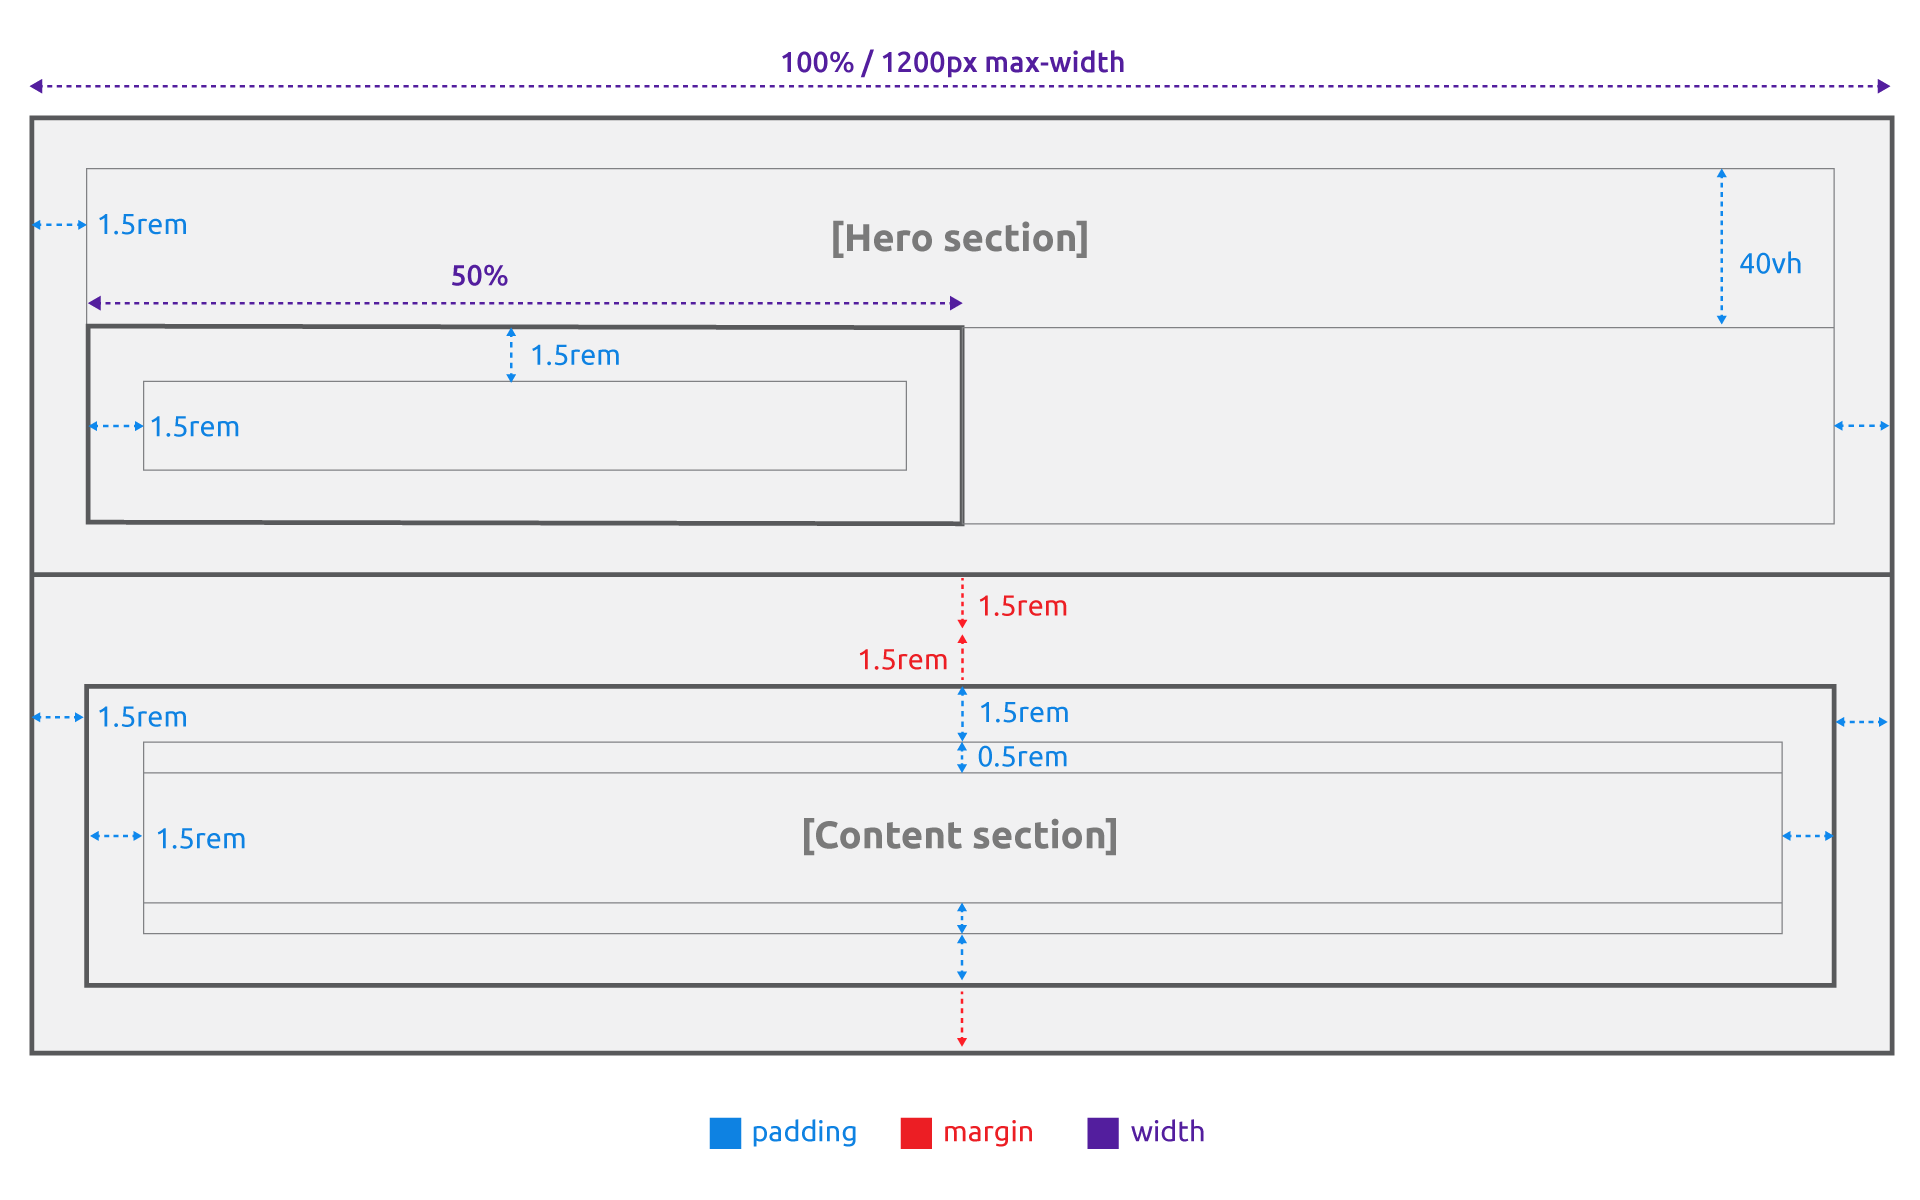 100% / 1200px max-width
1.5rem
[Hero section]
40vh
50%
1.5rem
1.5rem
1.5rem
1.5rem
1.5rem
1.5rem
0.5rem
1.5rem
[Content section]
padding
margin
width